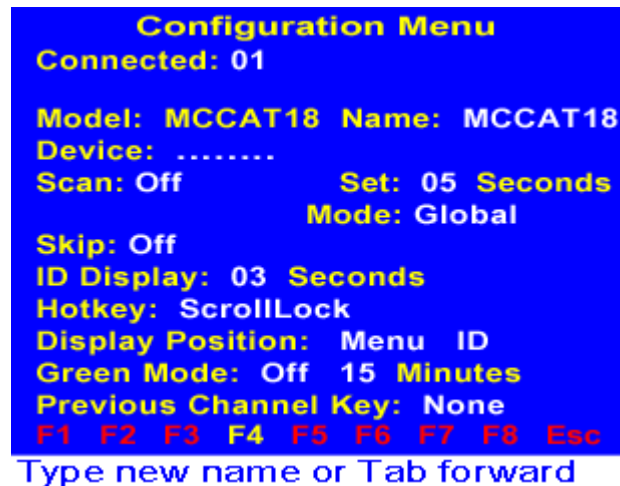 Configuration Menu
Connected: 01
Model: MCCAT18 Name: MCCAT18
Device: ........
Scan: Off Set: 05 Seconds
Mode: Global
Skip: Off
ID Display: 03 Seconds
Hotkey: ScrollLock
Display Position: Menu ID
Green Mode: Off 15 Minutes
Previous Channel Key: None
F1 F2 F3 F4 F5 F6 F7 F8 Esc
Type new name or Tab forward